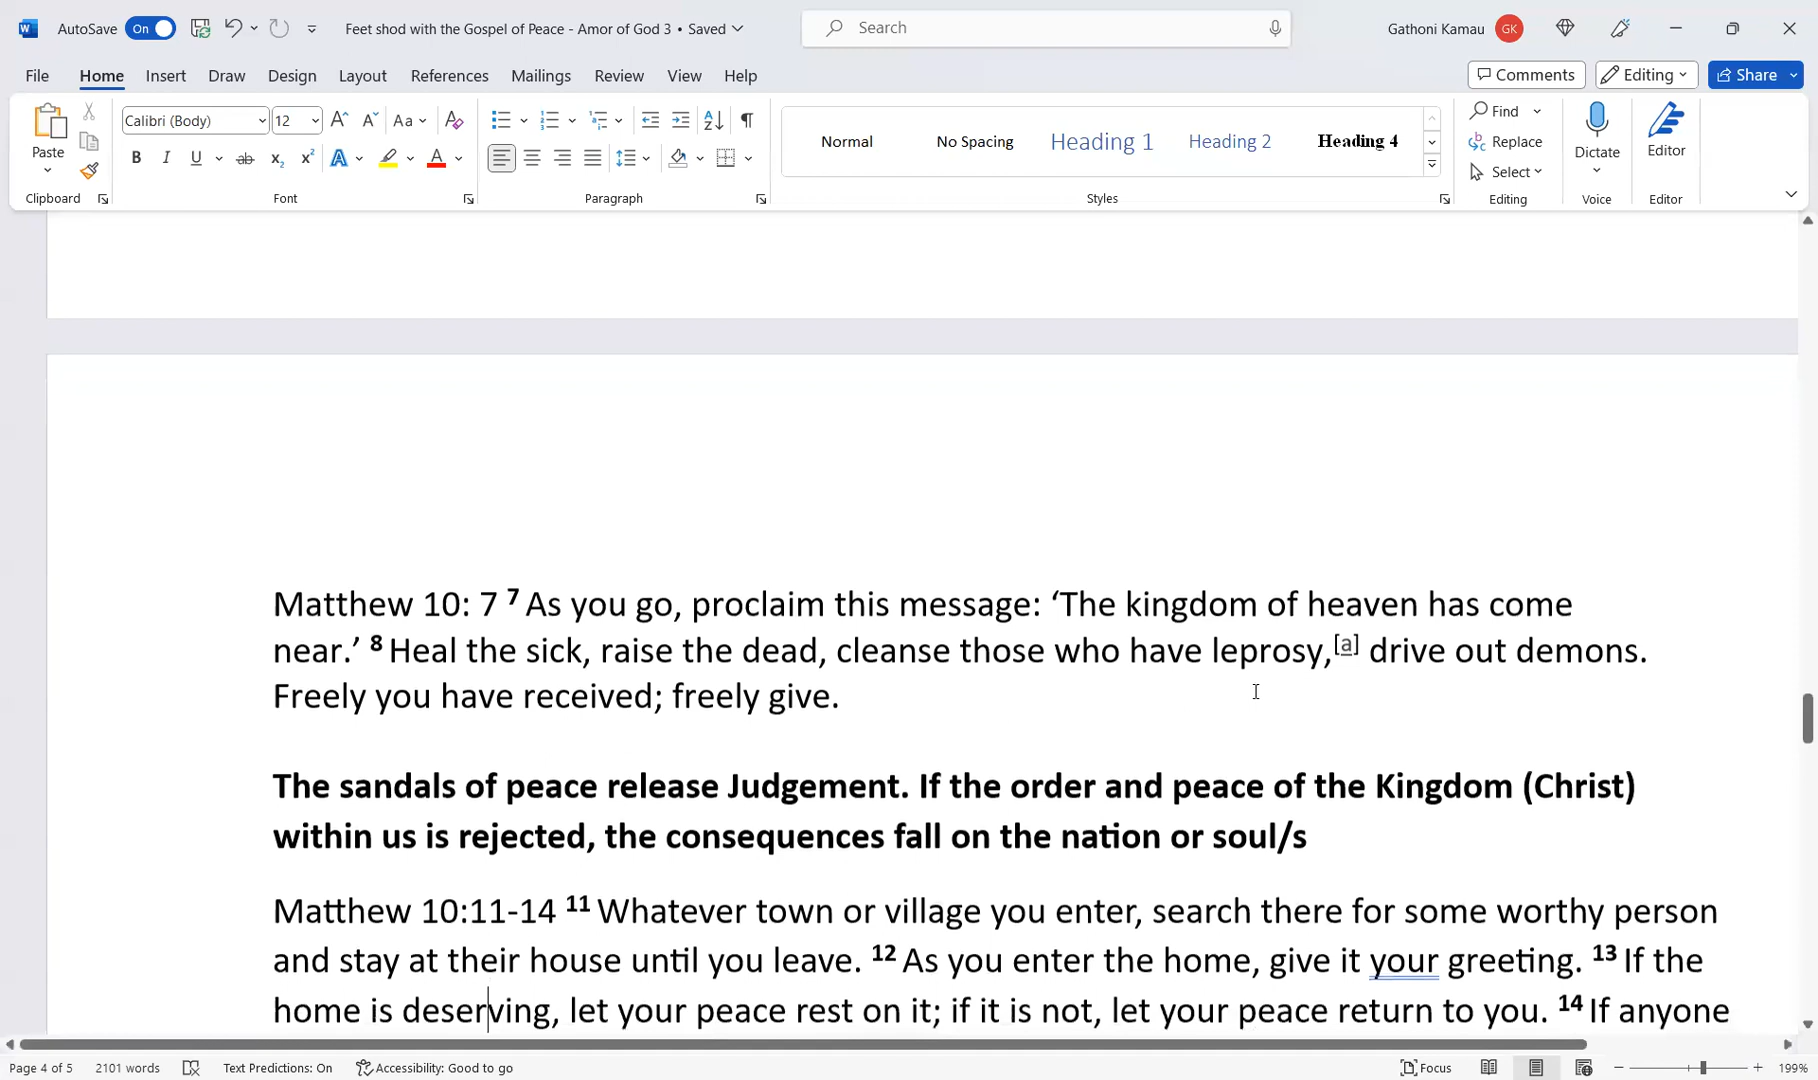 AutoSave On Feet shod with the Gospel of Peace - Amor of God 3 • Saved Search Gathoni Kamau GK
File Home Insert Draw Design Layout References Mailings Review View Help Comments Editing Share
Paste Calibri (Body) 12 Aa Normal No Spacing Heading 1 Heading 2 Heading 4 Find Replace Select Dictate Editor
Clipboard Font Paragraph Styles Editing Voice Editor
Matthew 10: 7 7 As you go, proclaim this message: ‘The kingdom of heaven has come
near.’ 8 Heal the sick, raise the dead, cleanse those who have leprosy,[a] drive out demons.
Freely you have received; freely give.
The sandals of peace release Judgement. If the order and peace of the Kingdom (Christ)
within us is rejected, the consequences fall on the nation or soul/s
Matthew 10:11-14 11 Whatever town or village you enter, search there for some worthy person
and stay at their house until you leave. 12 As you enter the home, give it your greeting. 13 If the
home is deserving, let your peace rest on it; if it is not, let your peace return to you. 14 If anyone
Page 4 of 5 2101 words Text Predictions: On Accessibility: Good to go Focus 199%